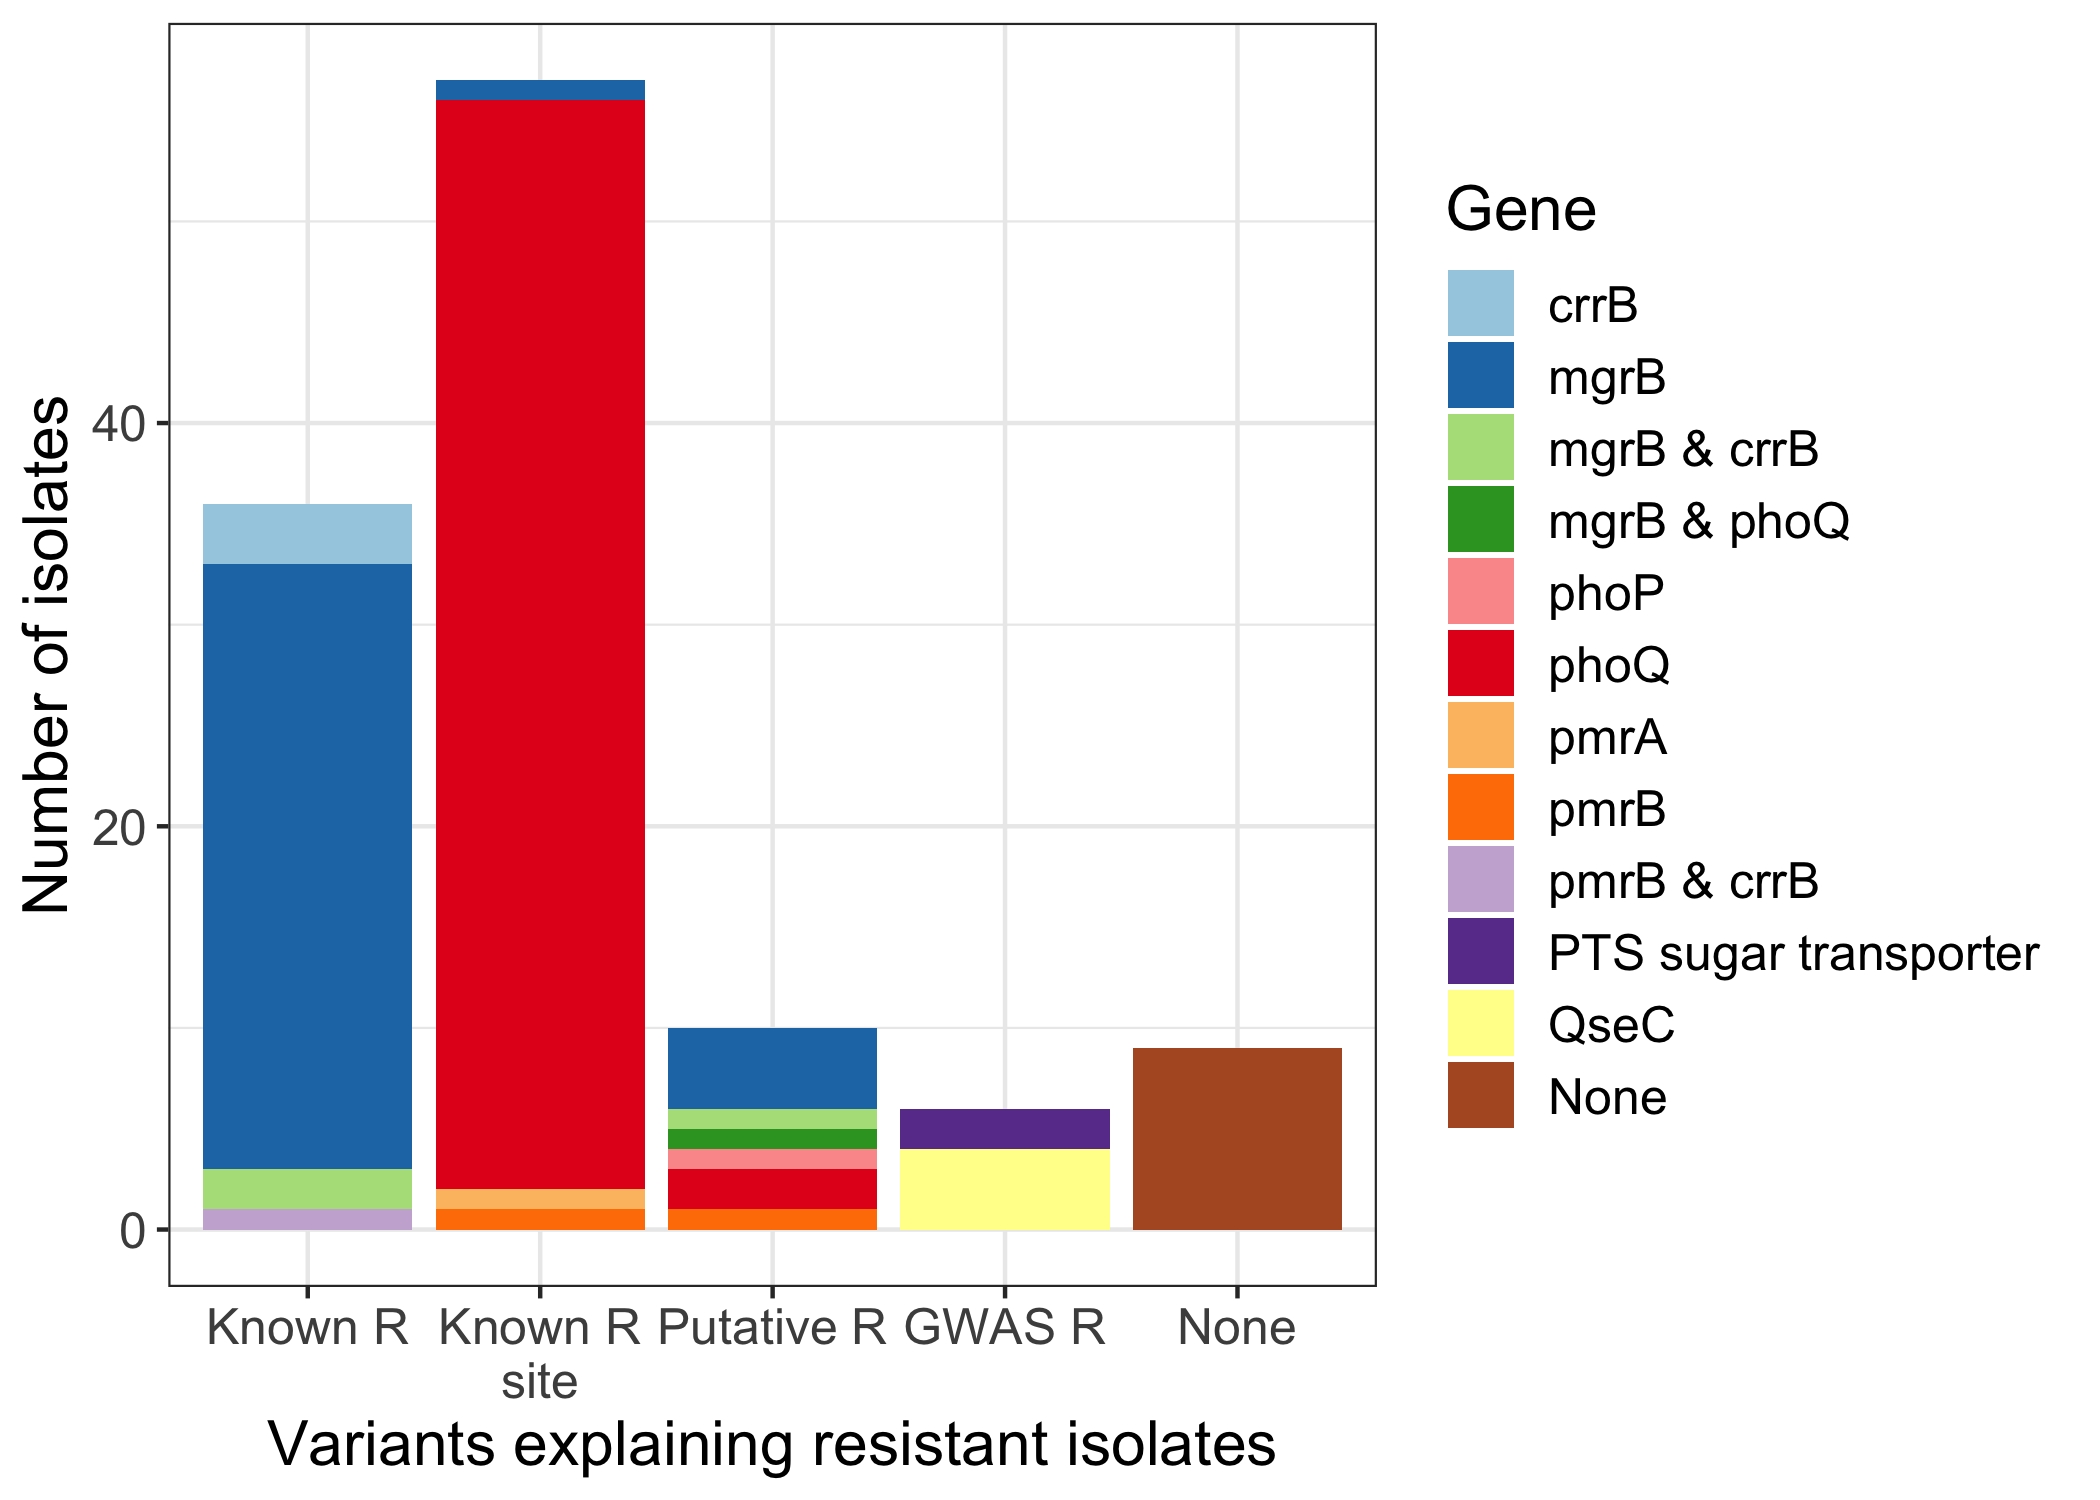 Number of isolates
40
20
0
Known R
Known R
site
Putative R
GWAS R
None
Variants explaining resistant isolates
Gene
crrB
mgrB
mgrB & crrB
mgrB & phoQ
phoP
phoQ
pmrA
pmrB
pmrB & crrB
PTS sugar transporter
QseC
None